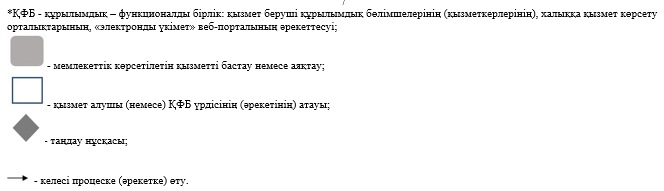 *ҚФБ - құрылымдық – функционалды бірлік: қызмет беруші құрылымдық бөлімшелерінің (қызметкерлерінің), халыққа қызмет көрсету
орталықтарының, «электронды үкімет» веб-порталының әрекеттесуі;
- мемлекеттік көрсетілетін қызметті бастау немесе аяқтау;
- қызмет алушы (немесе) ҚФБ үрдісінің (әрекетінің) атауы;
- таңдау нұсқасы;
- келесі процеске (әрекетке) өту.